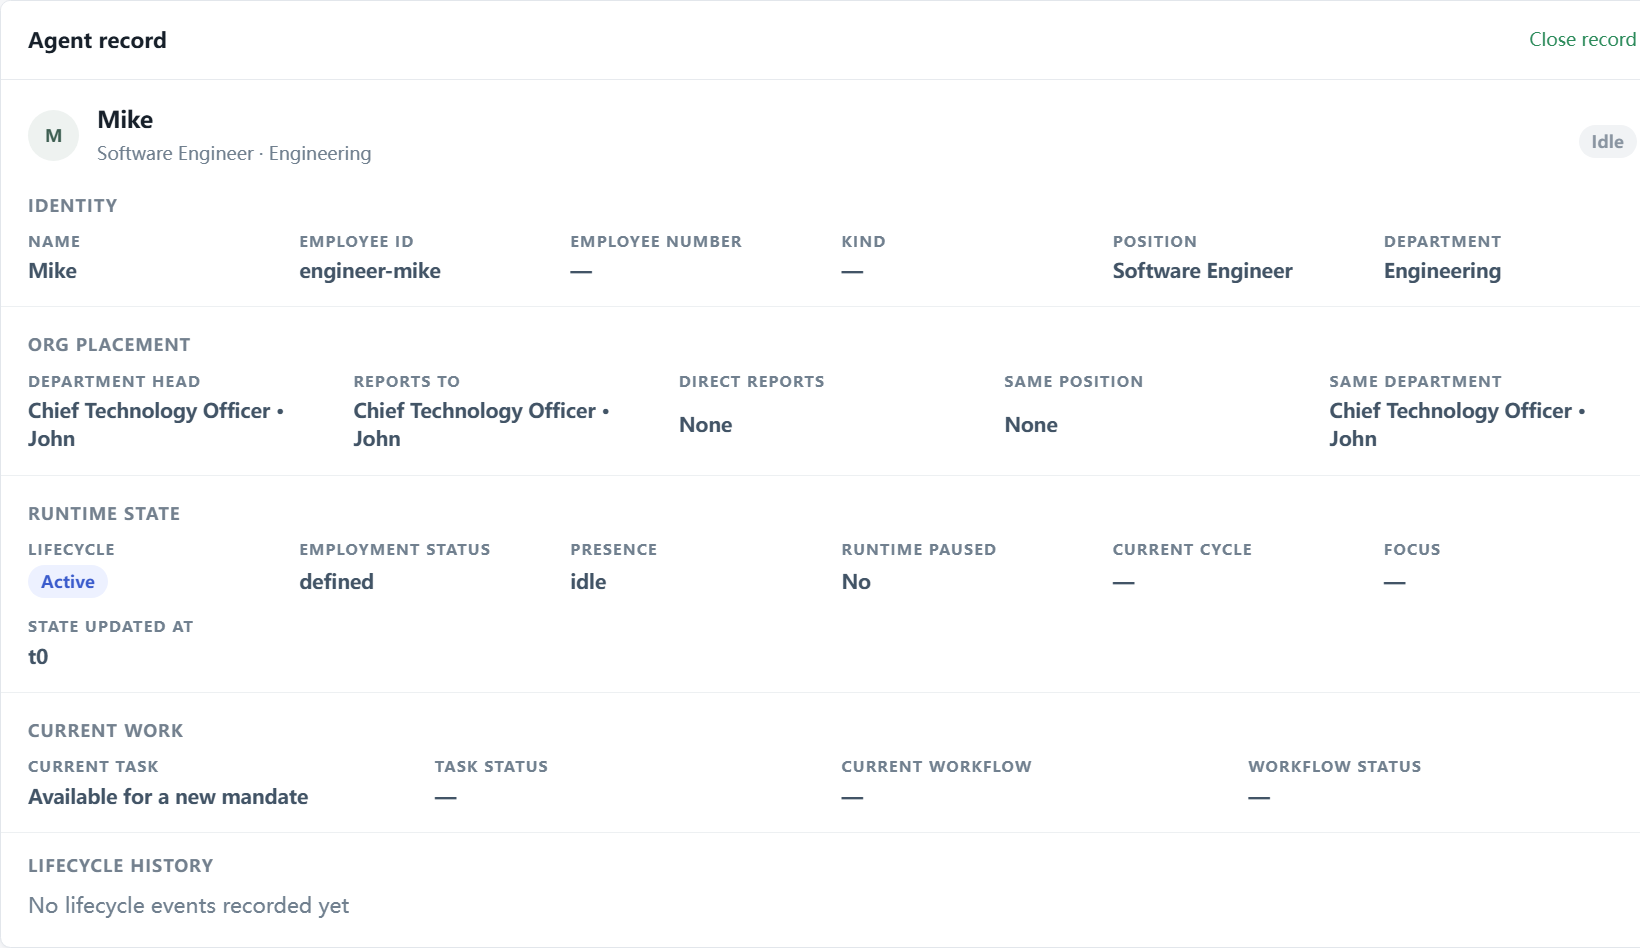 Agent record
Close record
M
Mike
Software Engineer · Engineering
Idle
IDENTITY
NAME
Mike
EMPLOYEE ID
engineer-mike
EMPLOYEE NUMBER
—
KIND
—
POSITION
Software Engineer
DEPARTMENT
Engineering
ORG PLACEMENT
DEPARTMENT HEAD
Chief Technology Officer •
John
REPORTS TO
Chief Technology Officer •
John
DIRECT REPORTS
None
SAME POSITION
None
SAME DEPARTMENT
Chief Technology Officer •
John
RUNTIME STATE
LIFECYCLE
Active
EMPLOYMENT STATUS
defined
PRESENCE
idle
RUNTIME PAUSED
No
CURRENT CYCLE
—
FOCUS
—
STATE UPDATED AT
t0
CURRENT WORK
CURRENT TASK
Available for a new mandate
TASK STATUS
—
CURRENT WORKFLOW
—
WORKFLOW STATUS
—
LIFECYCLE HISTORY
No lifecycle events recorded yet